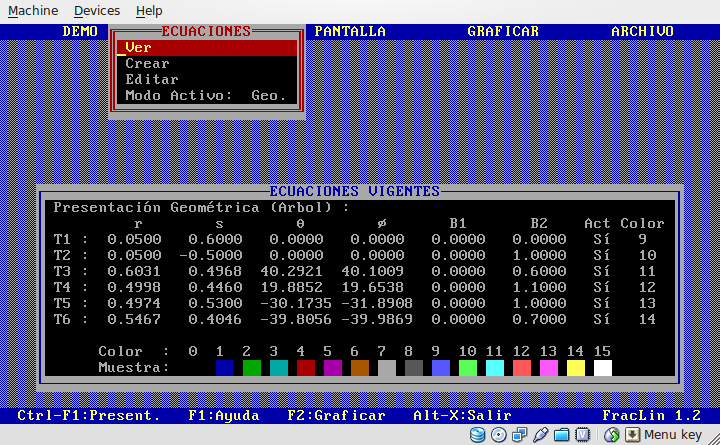 Machine Devices Help
DEMO ECUACIONES PANTALLA GRAFICAR ARCHIVO
Ver
Crear
Editar
Modo Activo: Geo.
ECUACIONES VIGENTES
Presentación Geométrica (Arbol) :
r s θ ø B1 B2 Act Color
T1 : 0.0500 0.6000 0.0000 0.0000 0.0000 0.0000 Sí 9
T2 : 0.0500 -0.5000 0.0000 0.0000 0.0000 1.0000 Sí 10
T3 : 0.6031 0.4968 40.2921 40.1009 0.0000 0.6000 Sí 11
T4 : 0.4998 0.4460 19.8852 19.6538 0.0000 1.1000 Sí 12
T5 : 0.4974 0.5300 -30.1735 -31.8908 0.0000 1.0000 Sí 13
T6 : 0.5467 0.4046 -39.8056 -39.9869 0.0000 0.7000 Sí 14
Color : 0 1 2 3 4 5 6 7 8 9 10 11 12 13 14 15
Muestra:
Ctrl-F1:Present. F1:Ayuda F2:Graficar Alt-X:Salir FracLin 1.2
Menu key